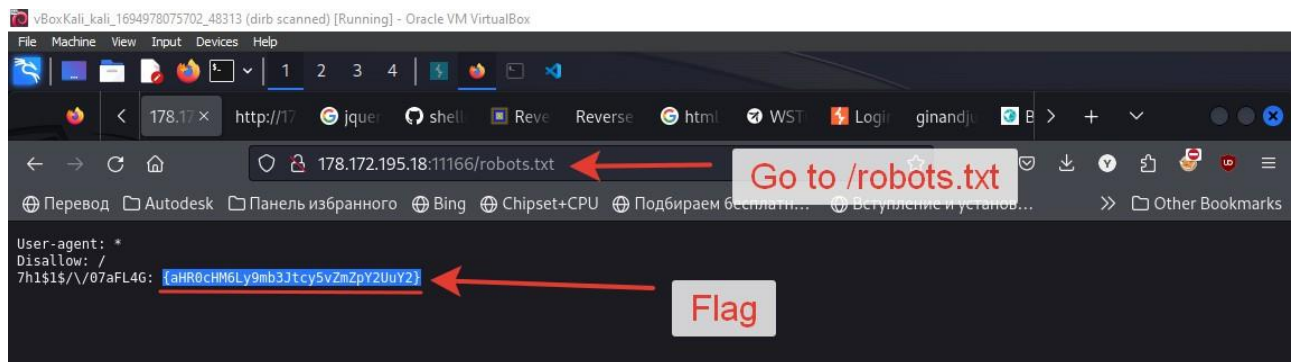 vBoxKali_kali_1694978075702_48313 (dirb scanned) [Running] - Oracle VM VirtualBox
File Machine View Input Devices Help
1 2 3 4
178.17 http://17 jquer shell Reve Reverse html WST Login ginandju B
178.172.195.18:11166/robots.txt
Go to /robots.txt
Перевод Autodesk Панель избранного Bing Chipset+CPU Подбираем бесплатн... Вступление и установ... Other Bookmarks
User-agent: *
Disallow: /
7h1$1$/\/07aFL4G: {aHR0cHM6Ly9mb3Jtcy5vZmZpY2UuY2}
Flag